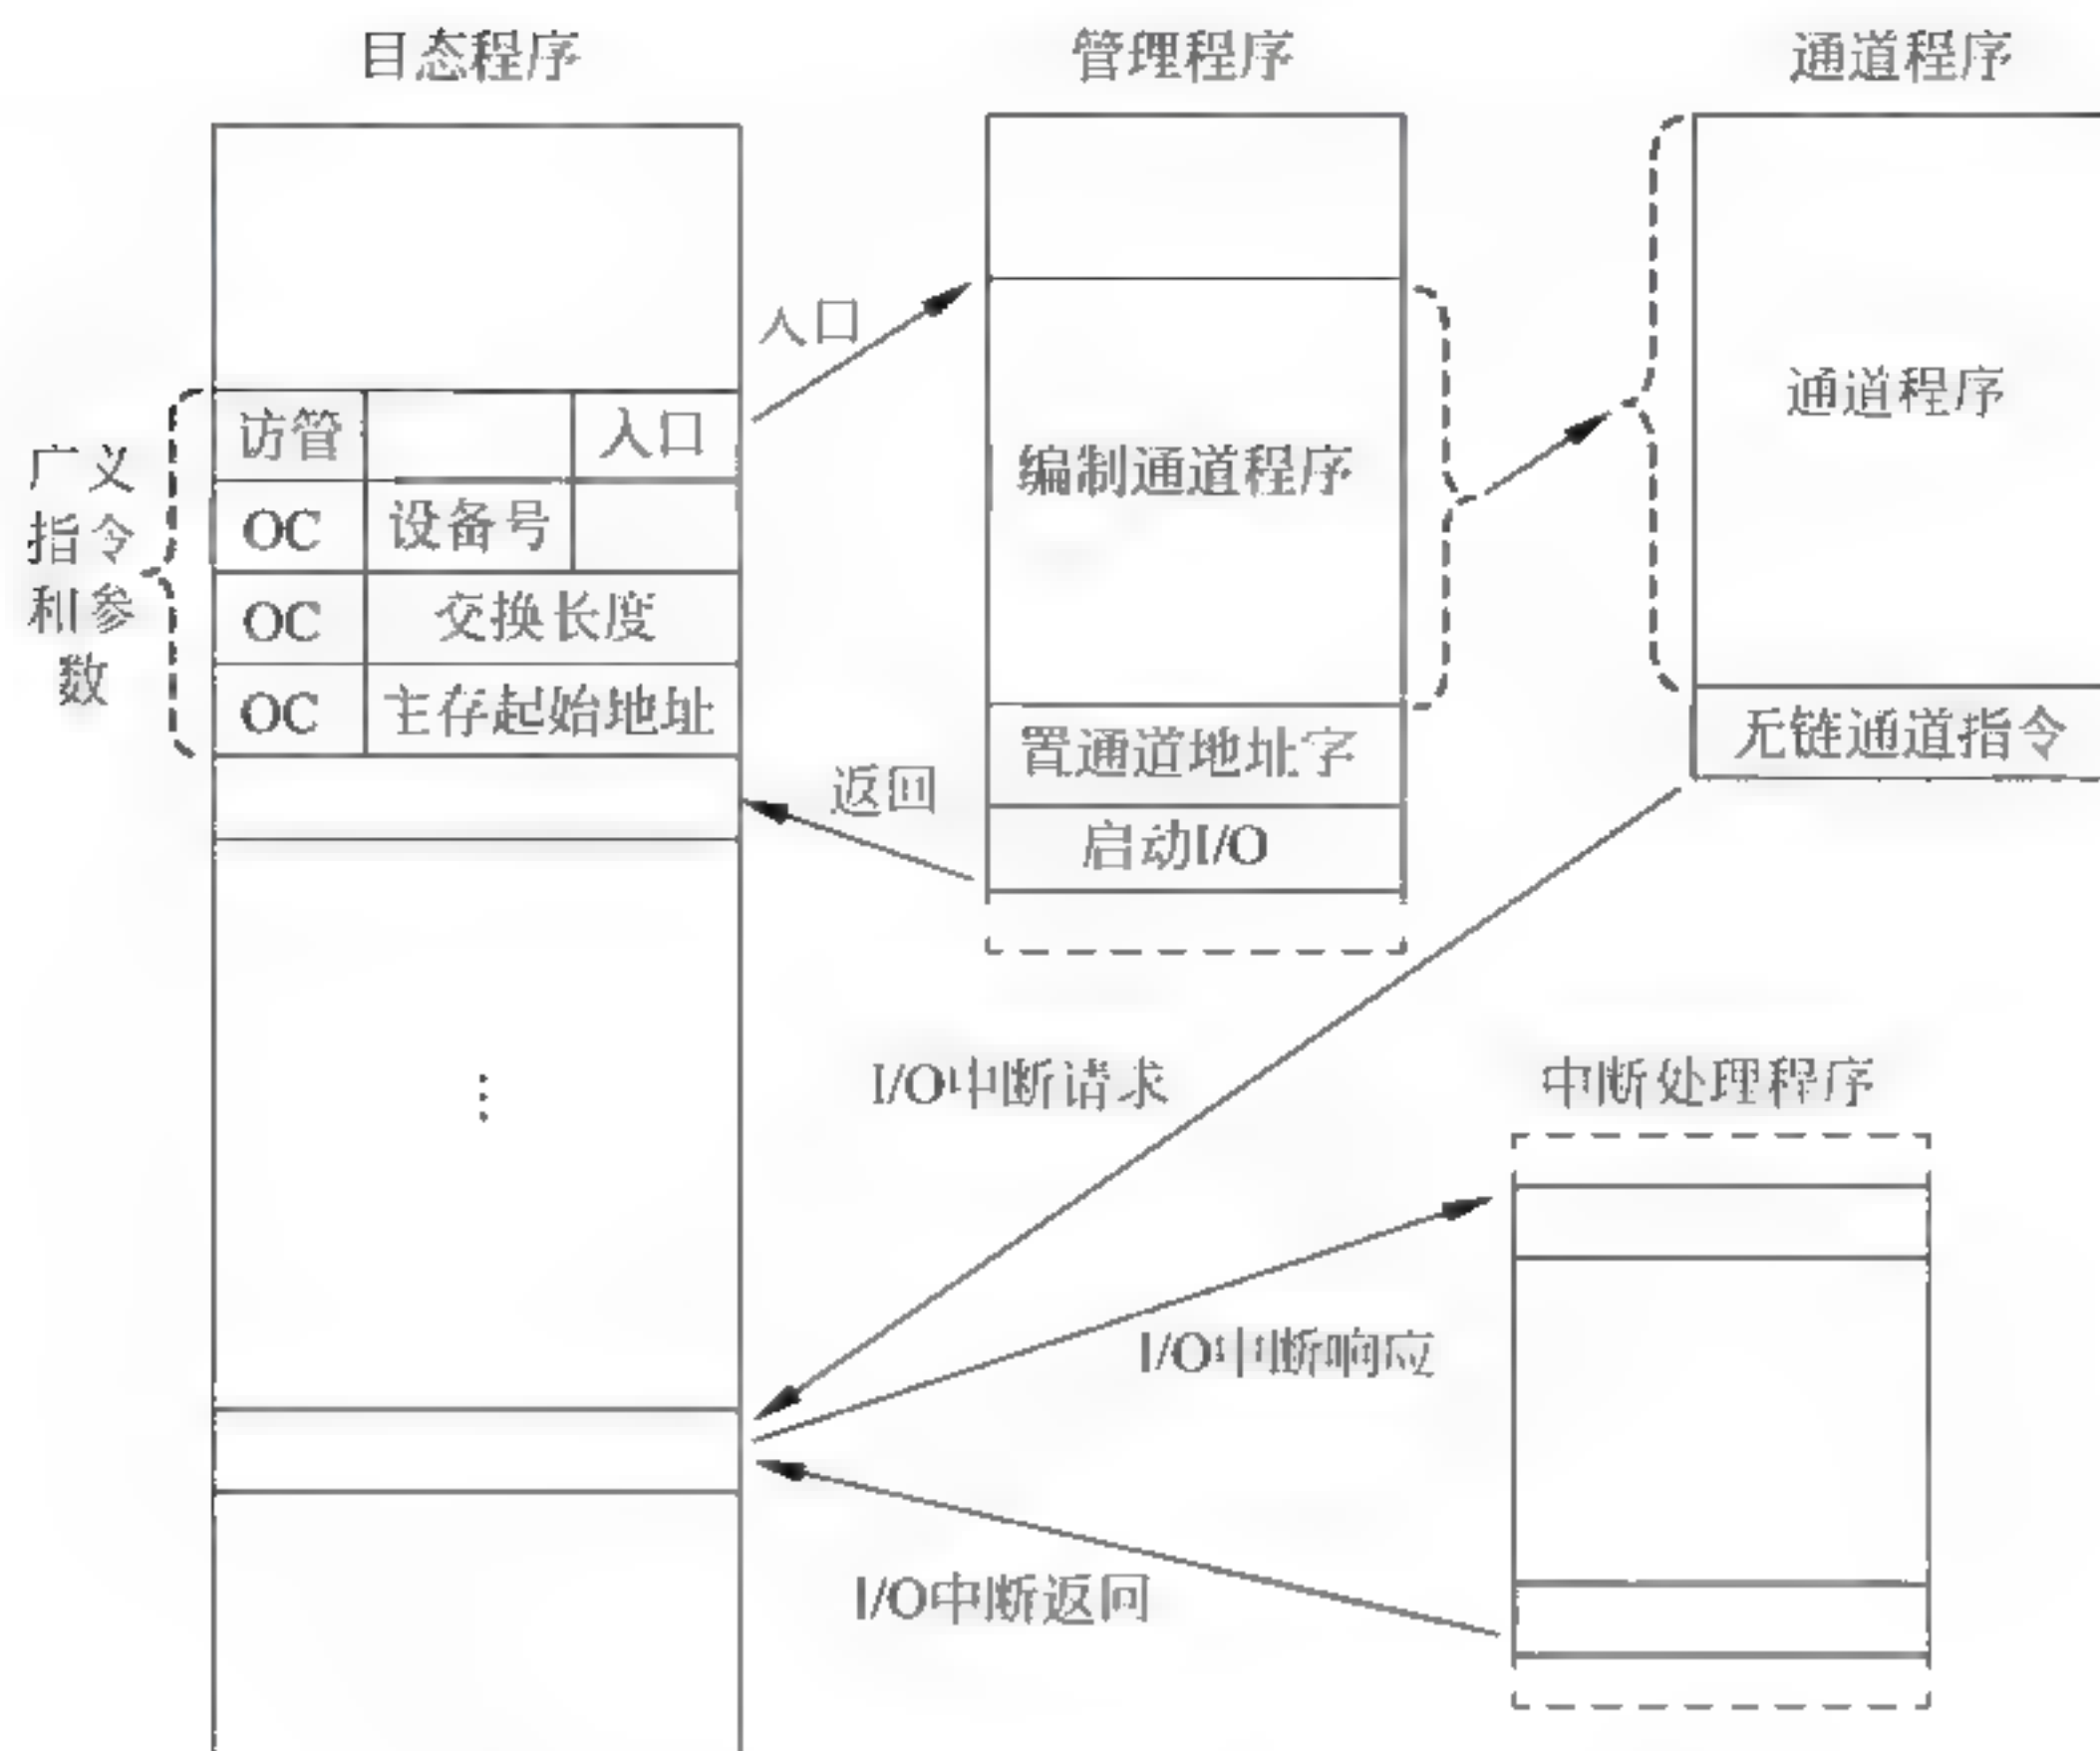 目态程序
管理程序
通道程序
入口
广义
指令
和参
数
访管
入口
OC
设备号
OC
交换长度
OC
主存起始地址
编制通道程序
置通道地址字
启动I/O
返回
通道程序
无链通道指令
I/O中断请求
中断处理程序
I/O中断响应
I/O中断返回